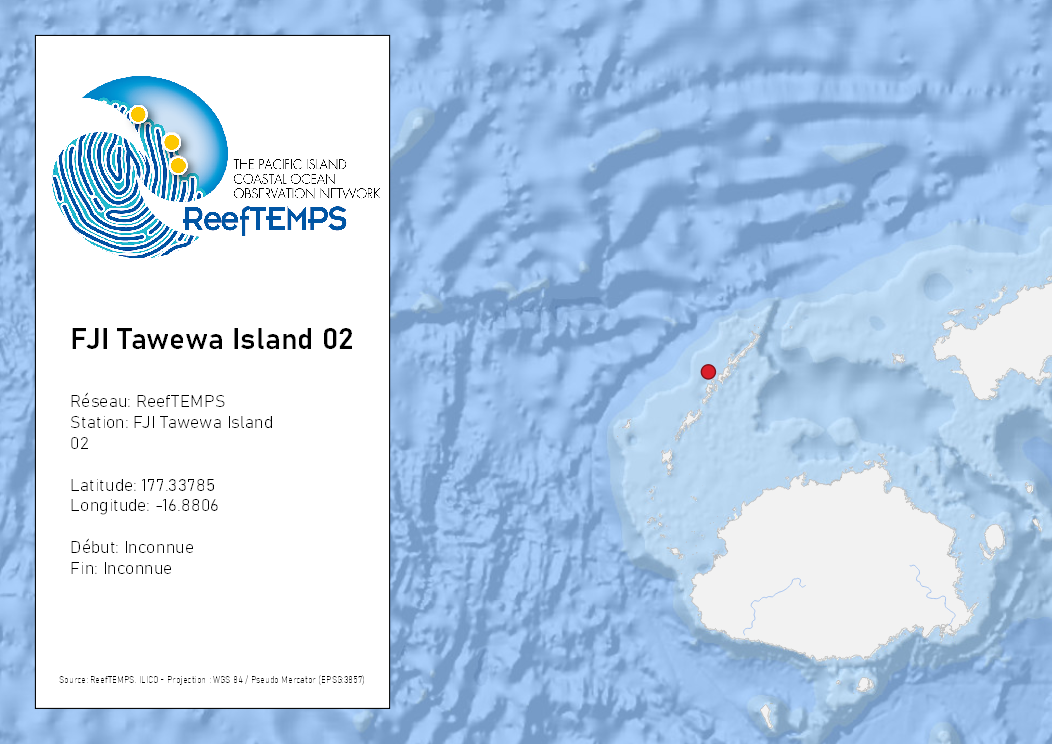 THE PACIFIC ISLAND
COASTAL OCEAN
OBSERVATION NETWORK
ReefTEMPS
FJI Tawewa Island 02
Réseau: ReefTEMPS
Station: FJI Tawewa Island
02
Latitude: 177.33785
Longitude: -16.8806
Début: Inconnue
Fin: Inconnue
Source: ReefTEMPS, ILICO - Projection : WGS 84 / Pseudo Mercator (EPSG:3857)